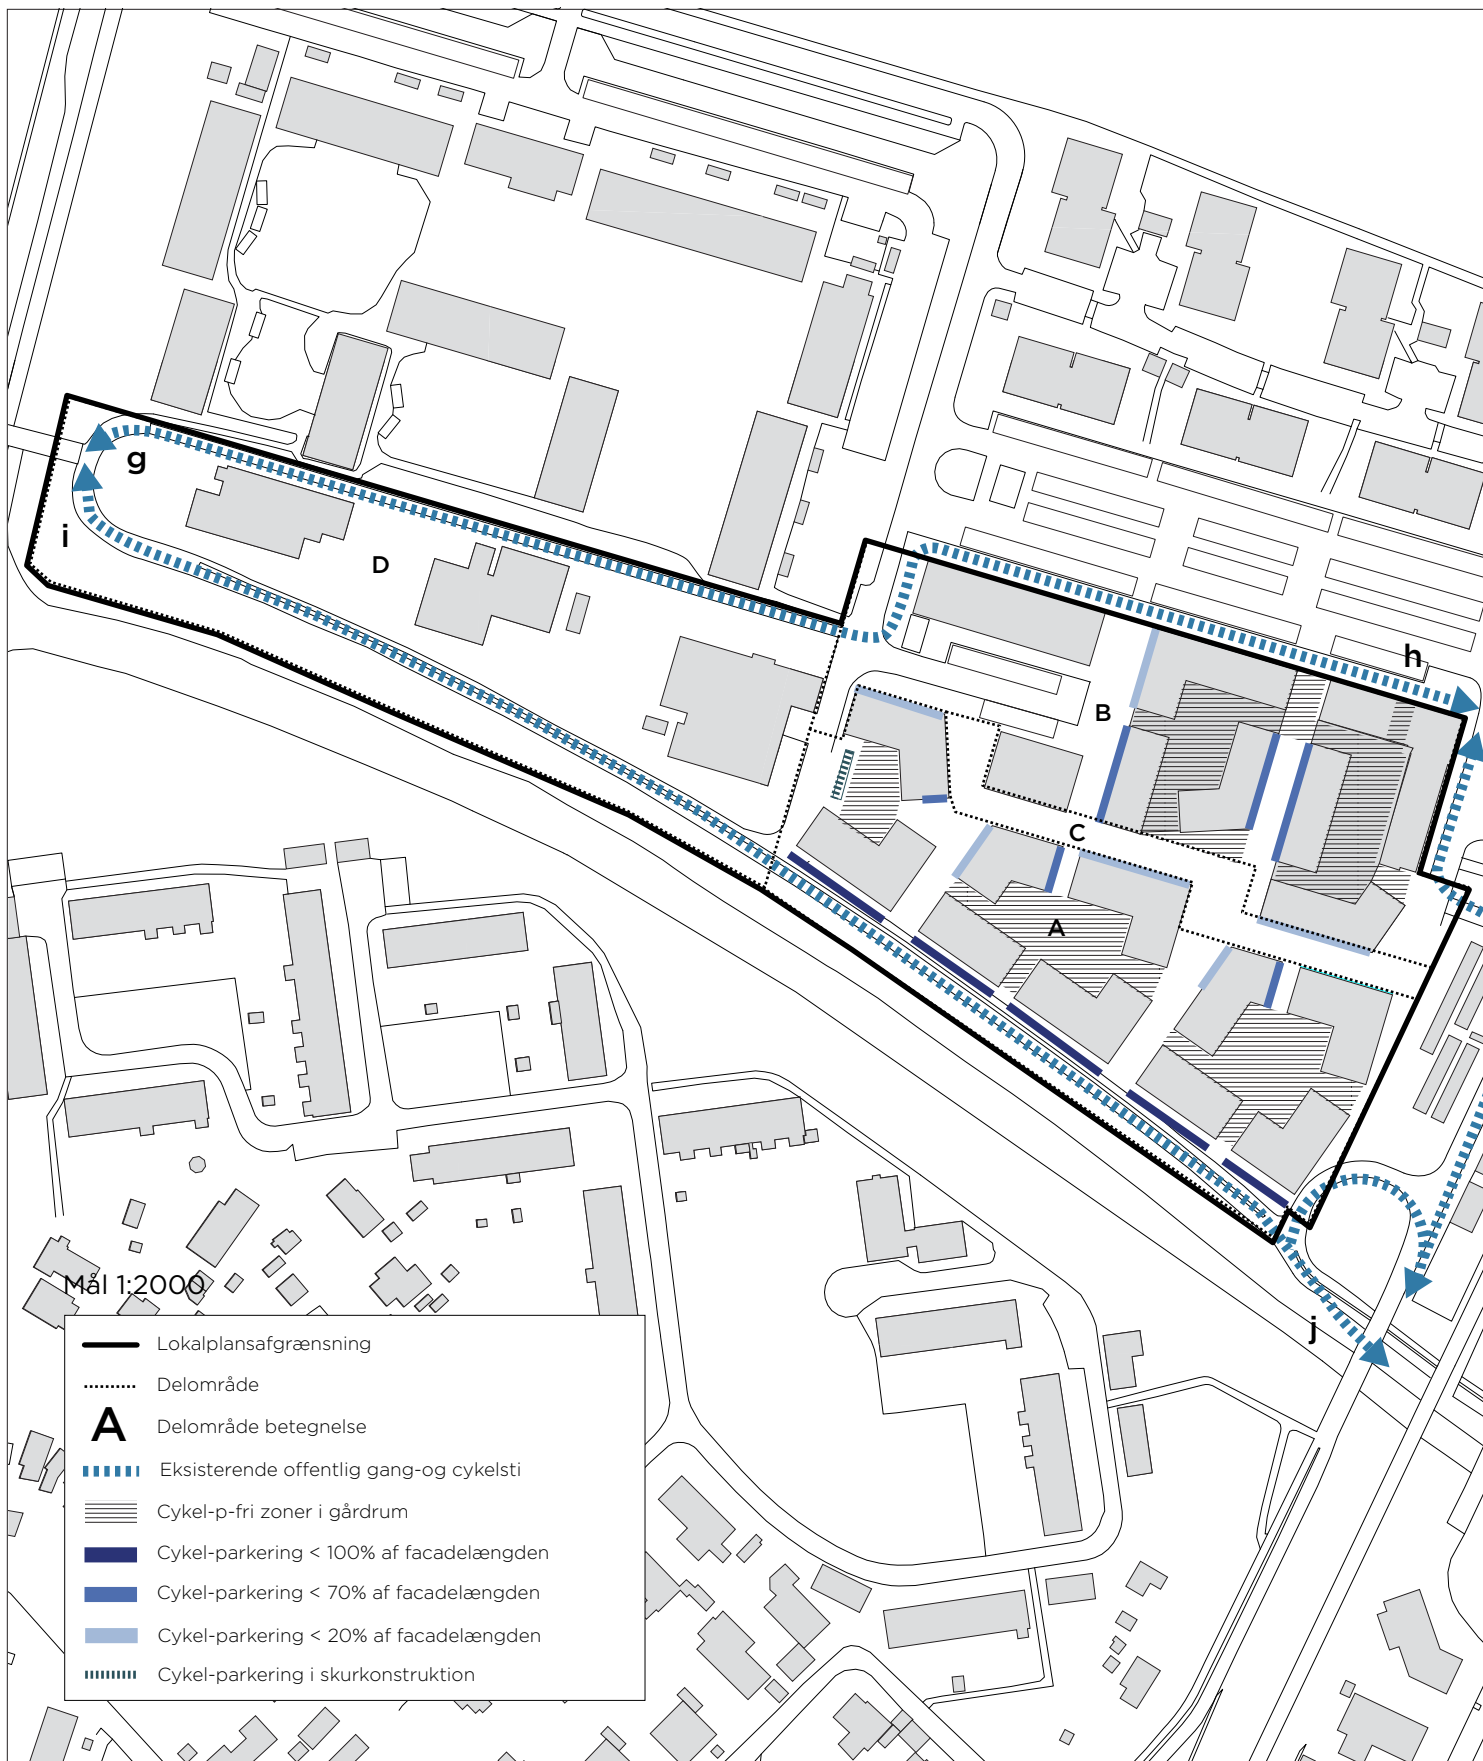 g
i
D
h
B
C
A
j
Mål 1:2000
Lokalplansafgrænsning
Delområde
A Delområde betegnelse
Eksisterende offentlig gang-og cykelsti
Cykel-p-fri zoner i gårdrum
Cykel-parkering < 100% af facadelængden
Cykel-parkering < 70% af facadelængden
Cykel-parkering < 20% af facadelængden
Cykel-parkering i skurkonstruktion